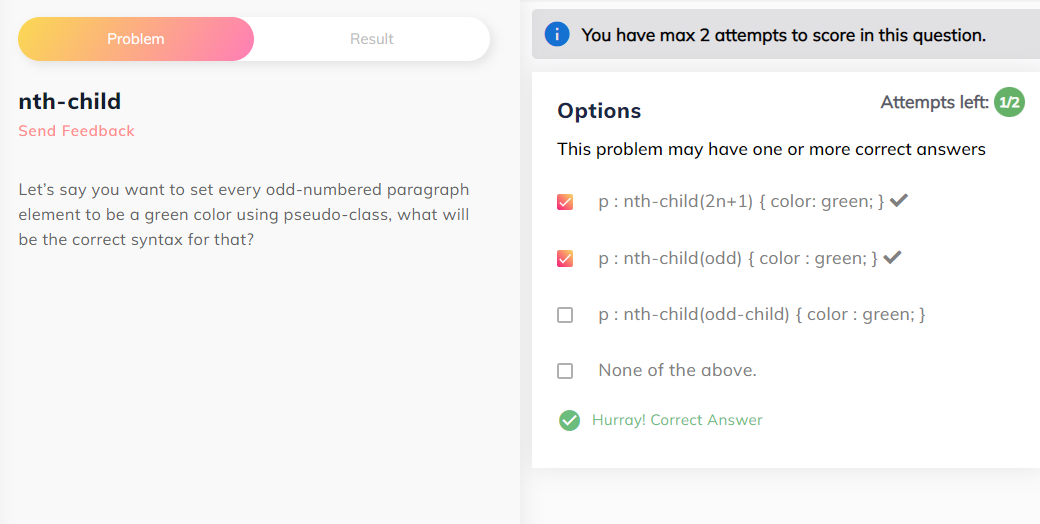 Problem
Result
nth-child
Send Feedback
Let's say you want to set every odd-numbered paragraph
element to be a green color using pseudo-class, what will
be the correct syntax for that?
You have max 2 attempts to score in this question.
Attempts left: 1/2
Options
This problem may have one or more correct answers
p : nth-child(2n+1) { color: green; }
p : nth-child(odd) { color : green; }
p : nth-child(odd-child) { color : green; }
None of the above.
Hurray! Correct Answer